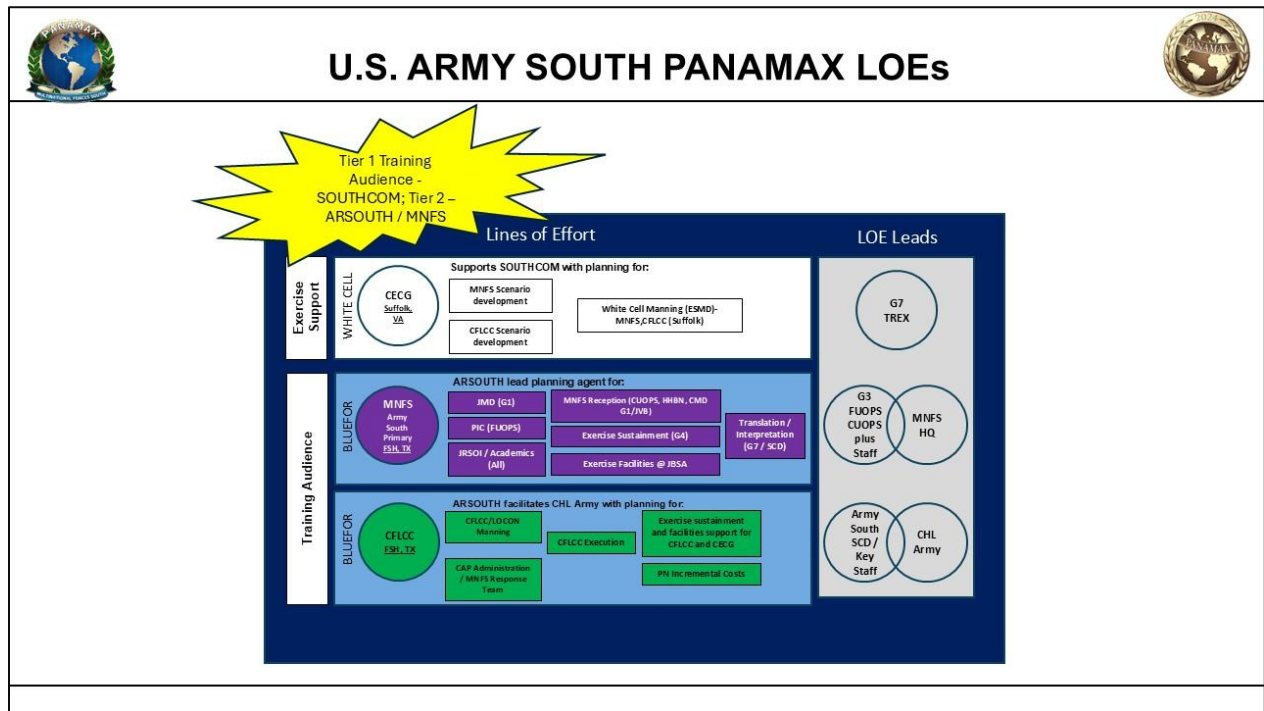 PANAMAX
MULTINATIONAL FORCES SOUTH
U.S. ARMY SOUTH PANAMAX LOEs
2024
PANAMAX
Tier 1 Training
Audience -
SOUTHCOM; Tier 2 –
ARSOUTH / MNFS
Lines of Effort
LOE Leads
Exercise
Support
WHITE CELL
CECG
Suffolk,
VA
Supports SOUTHCOM with planning for:
MNFS Scenario
development
CFLCC Scenario
development
White Cell Manning (ESMD)-
MNFS,CFLCC (Suffolk)
G7
TREX
Training Audience
BLUEFOR
MNFS
Army
South
Primary
FSH, TX
ARSOUTH lead planning agent for:
JMD (G1)
PIC (FUOPS)
JRSOI / Academics
(All)
MNFS Reception (CUOPS, HHBN, CMD
G1/JVB)
Exercise Sustainment (G4)
Exercise Facilities @ JBSA
Translation /
Interpretation
(G7 / SCD)
G3
FUOPS
CUOPS
plus
Staff
MNFS
HQ
BLUEFOR
CFLCC
FSH, TX
ARSOUTH facilitates CHL Army with planning for:
CFLCC/LOCON
Manning
CAP Administration
/ MNFS Response
Team
CFLCC Execution
Exercise sustainment
and facilities support for
CFLCC and CECG
PN Incremental Costs
Army
South
SCD /
Key
Staff
CHL
Army